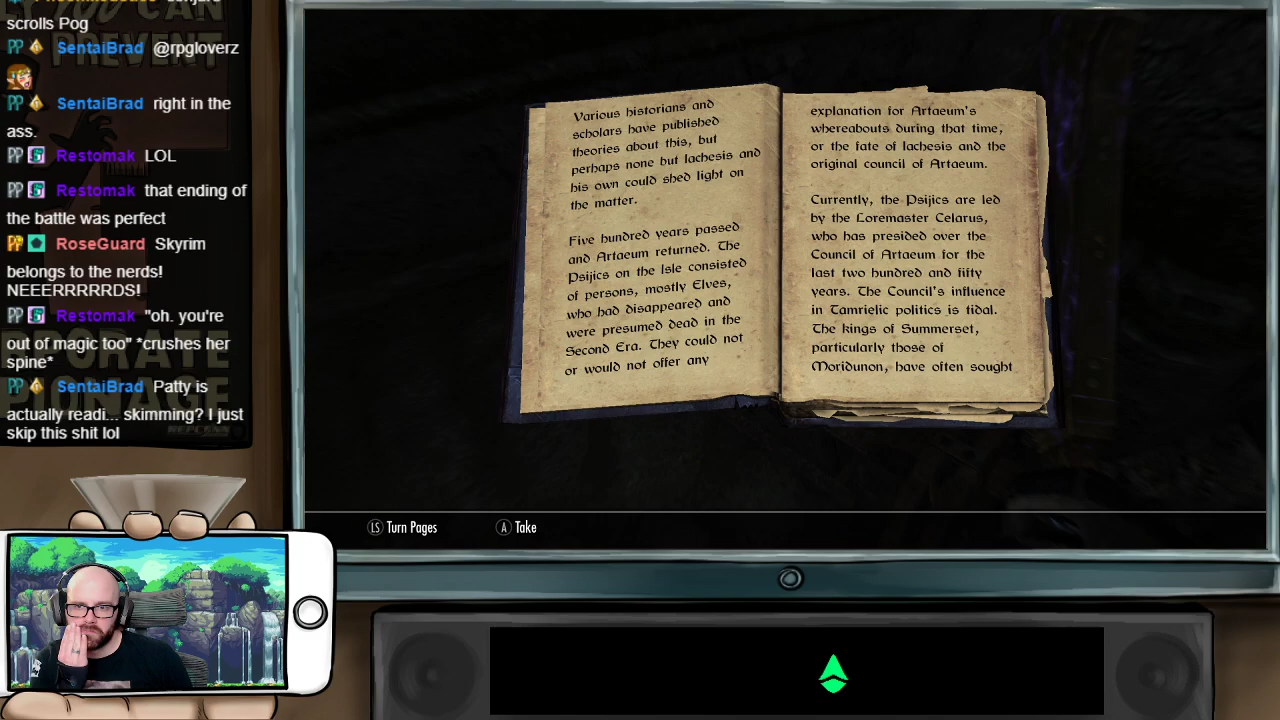 scrolls Pog
SentaiBrad @rpgloverz
SentaiBrad right in the
ass.
Restomak LOL
Restomak that ending of
the battle was perfect
RoseGuard Skyrim
belongs to the nerds!
NEEERRRRRDS!
Restomak "oh. you're
out of magic too" *crushes her
spine*
SentaiBrad Patty is
actually readi... skimming? I just
skip this shit lol
CAN
PREVENT
Various historians and
scholars have published
theories about this, but
perhaps none but Iachesis and
his own could shed light on
the matter.
Five hundred years passed
and Artaeum returned. The
Psijics on the Isle consisted
of persons, mostly Elves,
who had disappeared and
were presumed dead in the
Second Era. They could not
or would not offer any
explanation for Artaeum's
whereabouts during that time,
or the fate of Iachesis and the
original council of Artaeum.
Currently, the Psijics are led
by the Loremaster Celarus,
who has presided over the
Council of Artaeum for the
last two hundred and fifty
years. The Council's influence
in Tamrielic politics is tidal.
The kings of Summerset,
particularly those of
Moridunon, have often sought
LS Turn Pages
A Take